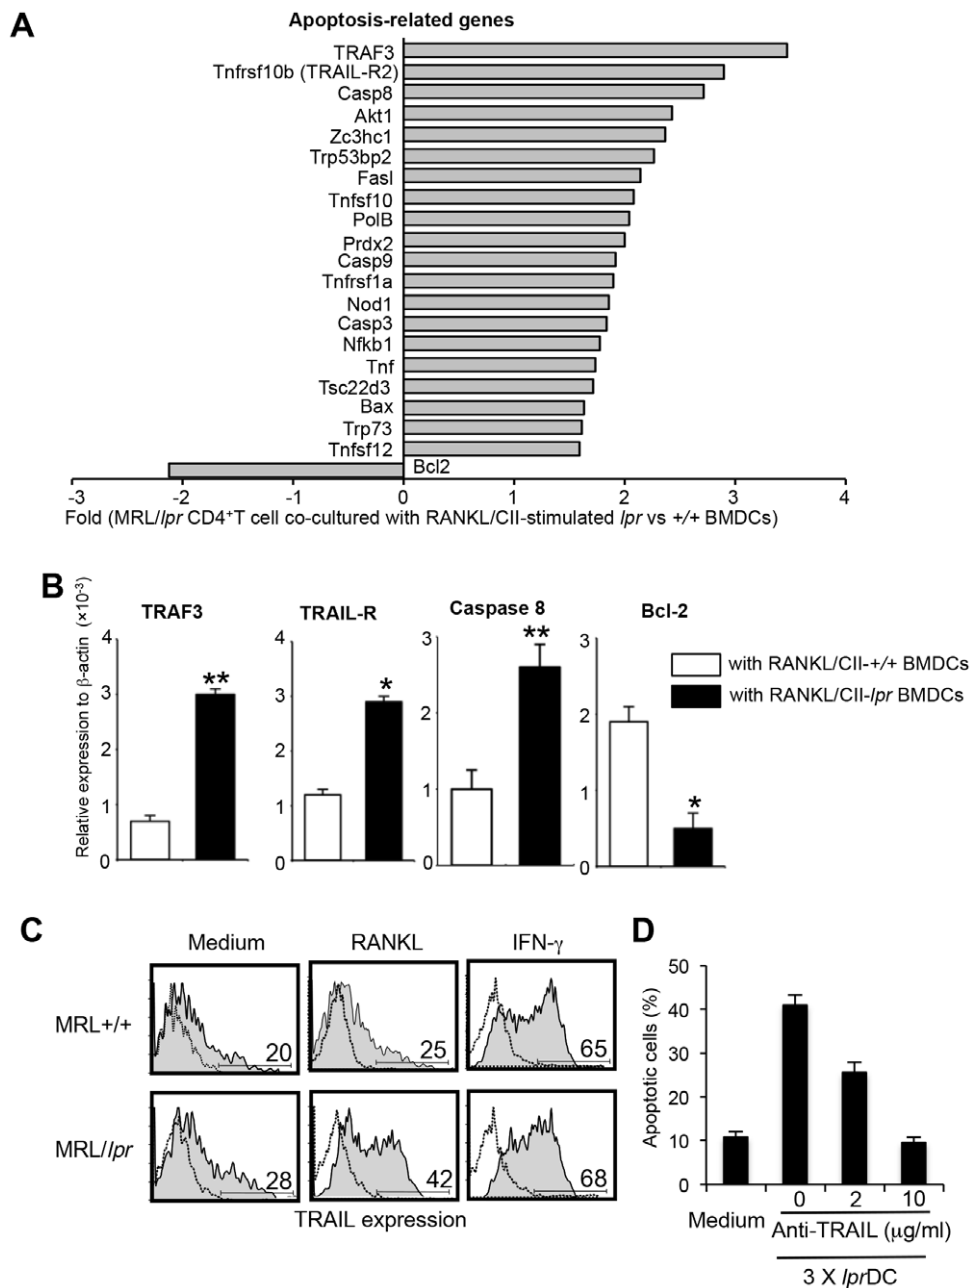 A
Apoptosis-related genes
TRAF3
Tnfrsf10b (TRAIL-R2)
Casp8
Akt1
Zc3hc1
Trp53bp2
Fasl
Tnfsf10
PolB
Prdx2
Casp9
Tnfrsf1a
Nod1
Casp3
Nfkb1
Tnf
Tsc22d3
Bax
Trp73
Tnfsf12
Bcl2
-3 -2 -1 0 1 2 3 4
Fold (MRL/lpr CD4⁺T cell co-cultured with RANKL/CII-stimulated lpr vs +/+ BMDCs)
B
Relative expression to β-actin (×10⁻³)
TRAF3
4
3
2
1
0
**
TRAIL-R
4
3
2
1
0
*
Caspase 8
3
2
1
0
**
Bcl-2
3
2
1
0
*
with RANKL/CII-+/+ BMDCs
with RANKL/CII-lpr BMDCs
C
Medium RANKL IFN-γ
MRL+/+
20 25 65
MRL/lpr
28 42 68
TRAIL expression
D
Apoptotic cells (%)
50
40
30
20
10
0
0 2 10
Medium Anti-TRAIL (μg/ml)
3 X lprDC